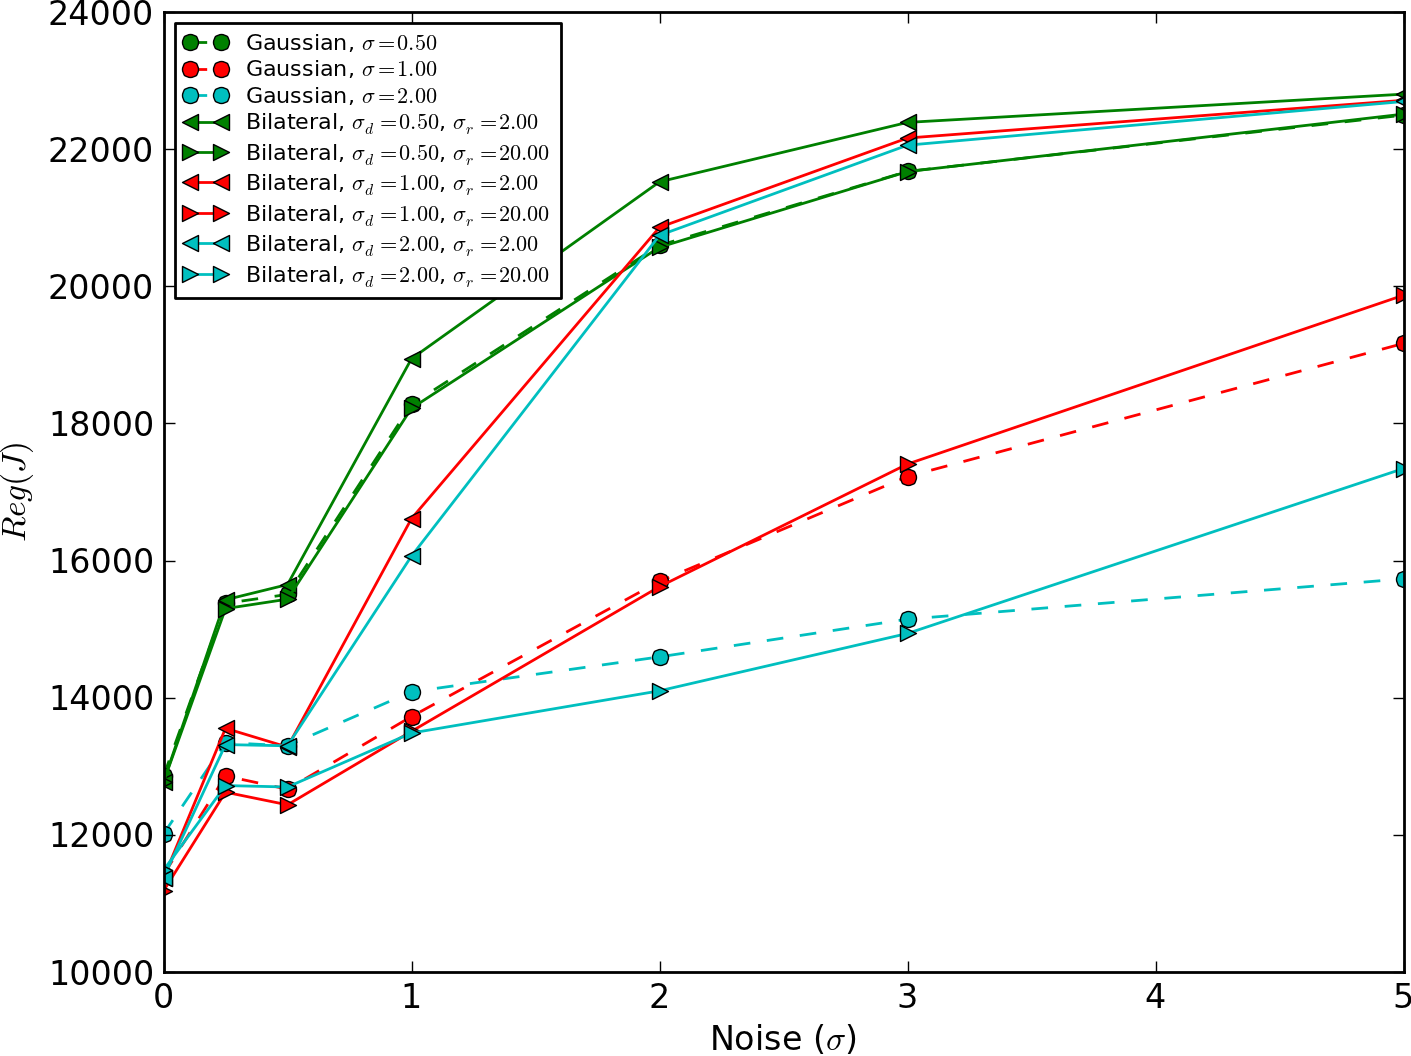 24000
22000
20000
18000
16000
14000
12000
10000
Reg(J)
Gaussian, σ=0.50
Gaussian, σ=1.00
Gaussian, σ=2.00
Bilateral, σ_d=0.50, σ_r=2.00
Bilateral, σ_d=0.50, σ_r=20.00
Bilateral, σ_d=1.00, σ_r=2.00
Bilateral, σ_d=1.00, σ_r=20.00
Bilateral, σ_d=2.00, σ_r=2.00
Bilateral, σ_d=2.00, σ_r=20.00
0 1 2 3 4 5
Noise (σ)